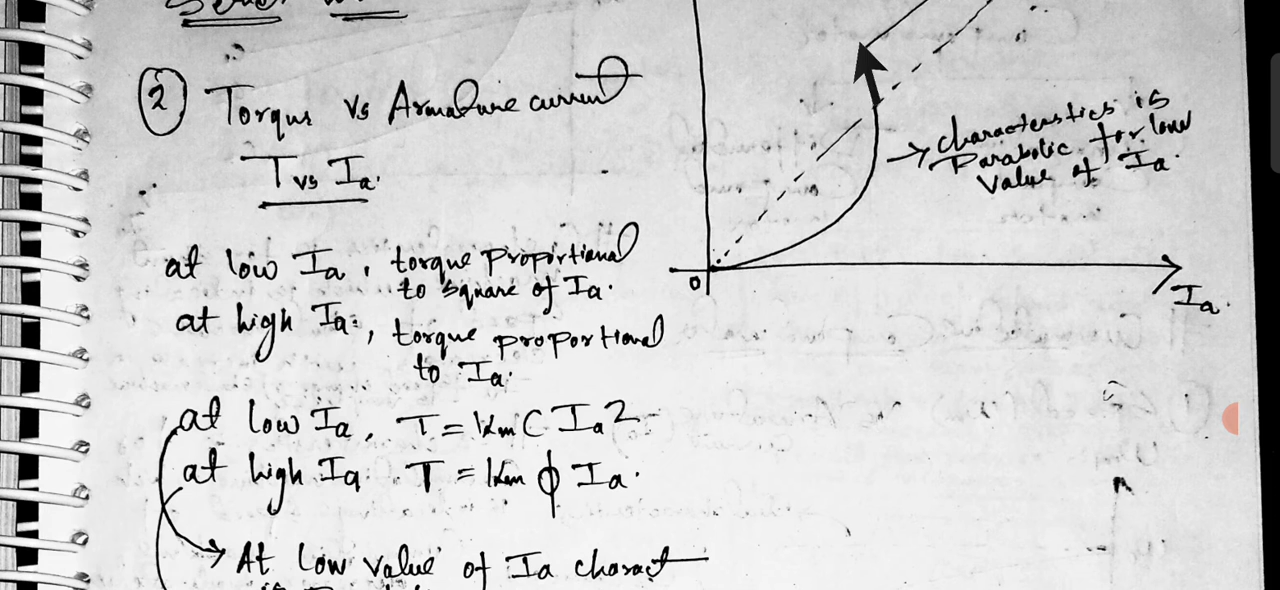 ② Torque vs Armature current
T vs Ia.
at low Ia, torque proportional
to square of Ia.
at high Ia, torque proportional
to Ia.
at low Ia, T = Km C Ia2
at high Ia. T = Km φ Ia.
→ At Low value of Ia charact
→ characteristics is
Parabolic for low
value of Ia.
0
Ia.